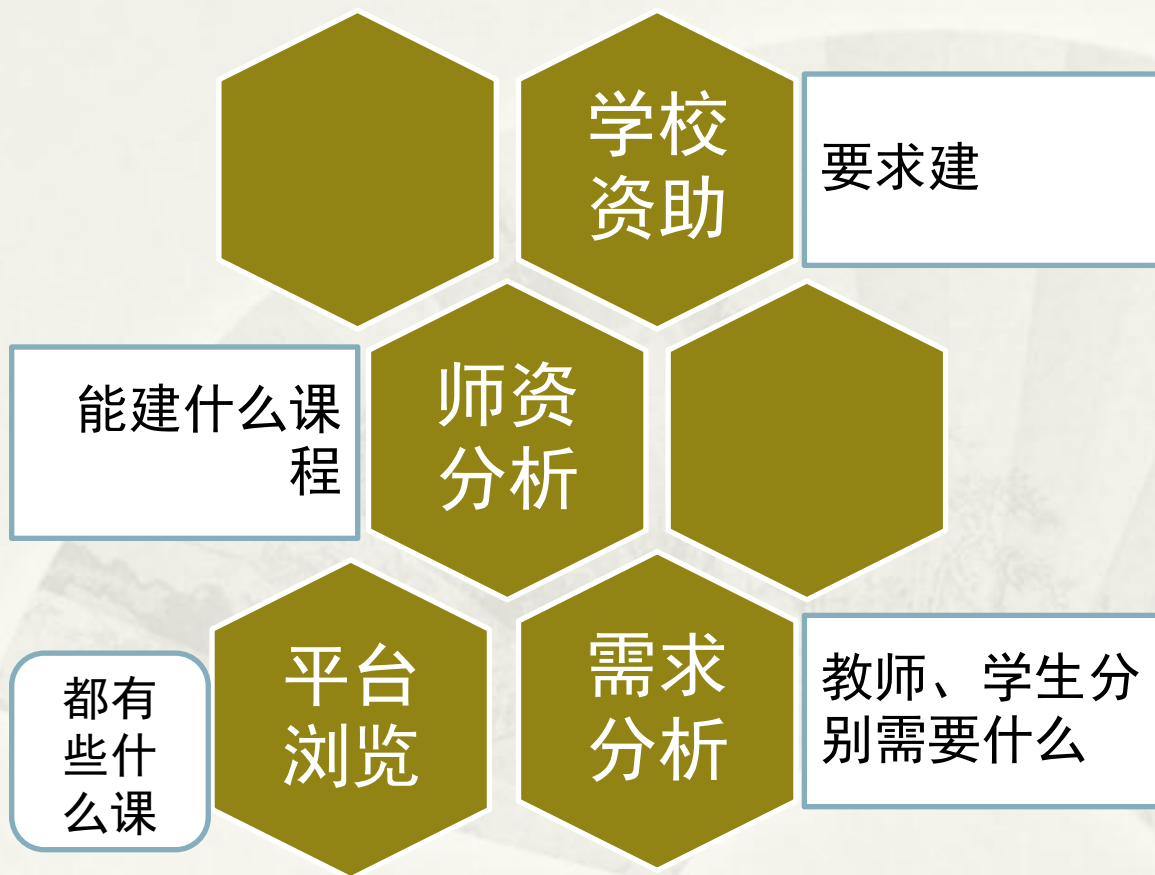 学校
资助
要求建
能建什么课
程
师资
分析
都有
些什
么课
平台
浏览
需求
分析
教师、学生分
别需要什么